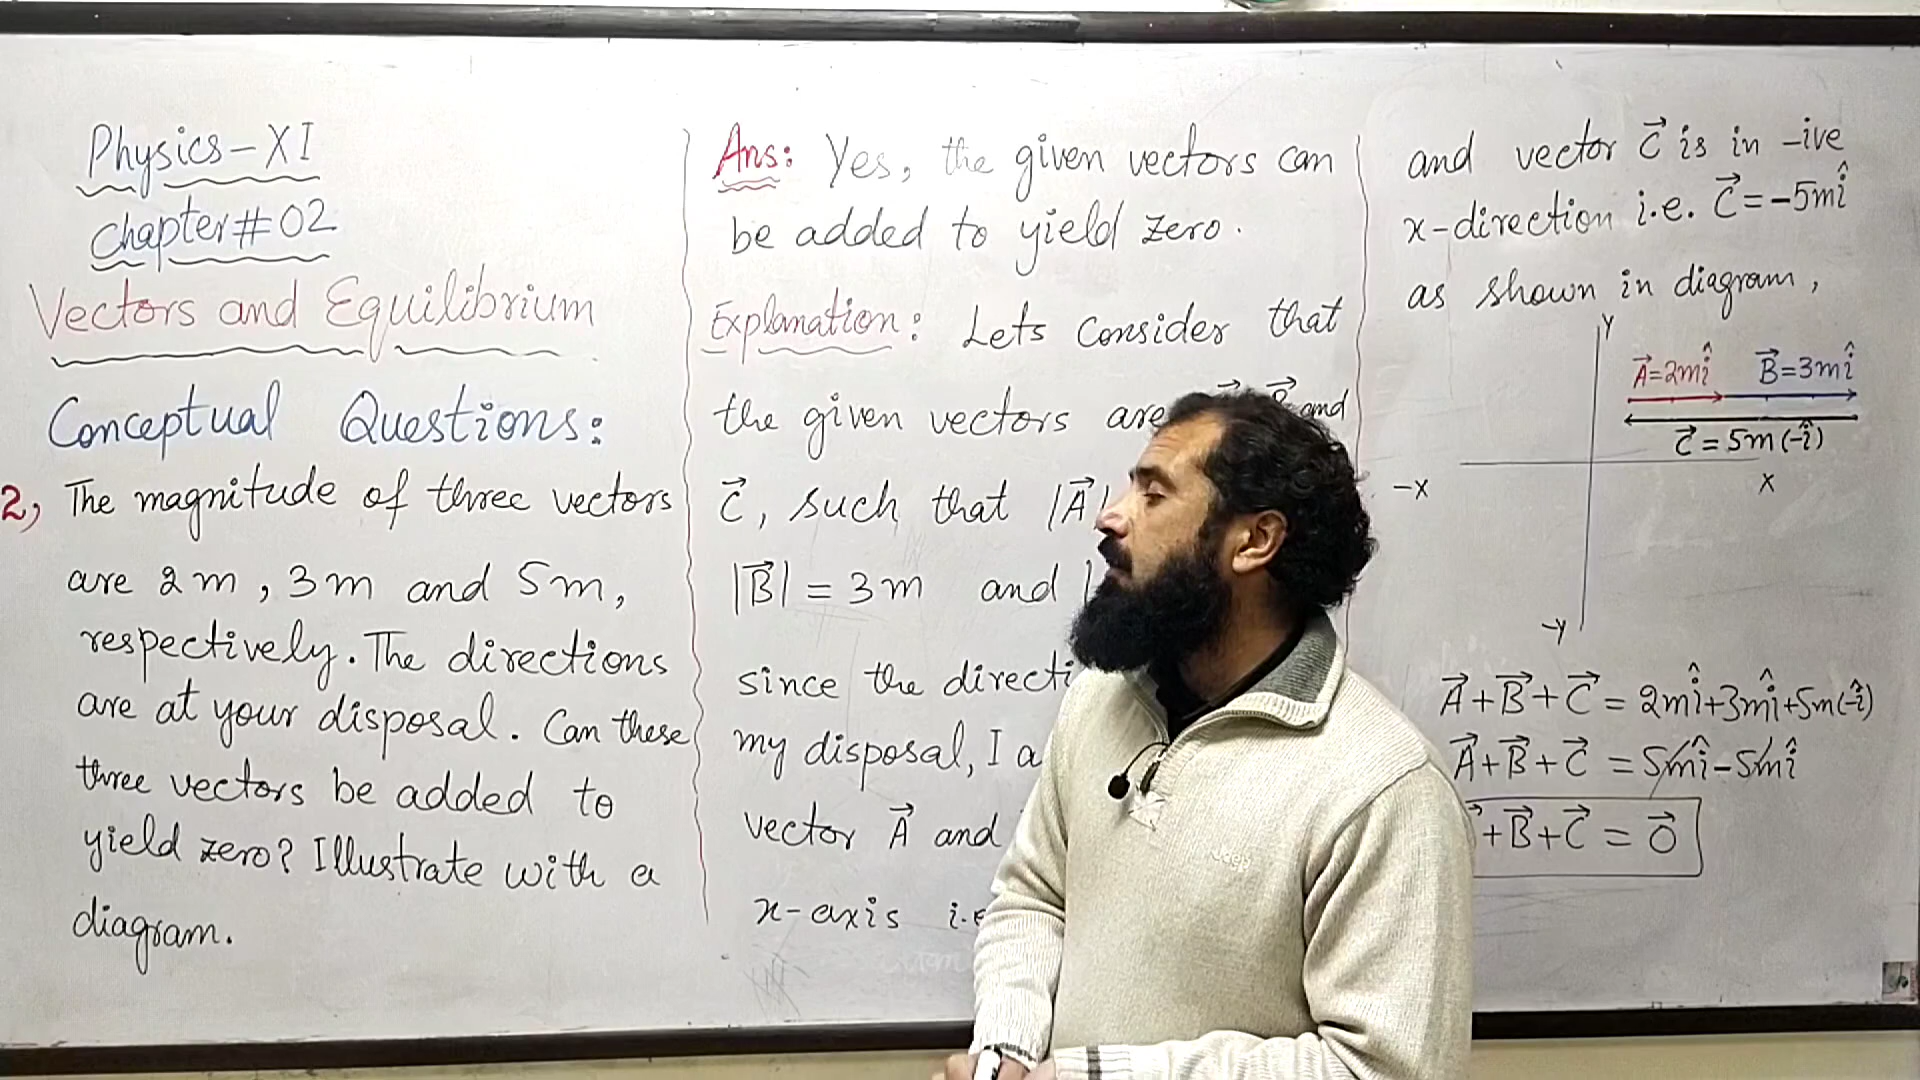 Physics-XI
Chapter#02
Vectors and Equilibrium
Conceptual Questions:
2, The magnitude of three vectors
are 2m, 3m and 5m,
respectively. The directions
are at your disposal. Can these
three vectors be added to
yield zero? Illustrate with a
diagram.
Ans: Yes, the given vectors can
be added to yield zero.
Explanation: Lets Consider that
the given vectors are and
C⃗, such that |A⃗|
|B⃗| = 3m and |
since the directi
my disposal, I a
vector A⃗ and
x-axis i.e
and vector C⃗ is in -ive
x-direction i.e. C⃗=-5mî
as shown in diagram,
Y
A⃗=2mî B⃗=3mî
C⃗=5m(-î)
-X X
-Y
A⃗+B⃗+C⃗=2mî+3mî+5m(-î)
A⃗+B⃗+C⃗=5mî-5mî
+B⃗+C⃗=0⃗